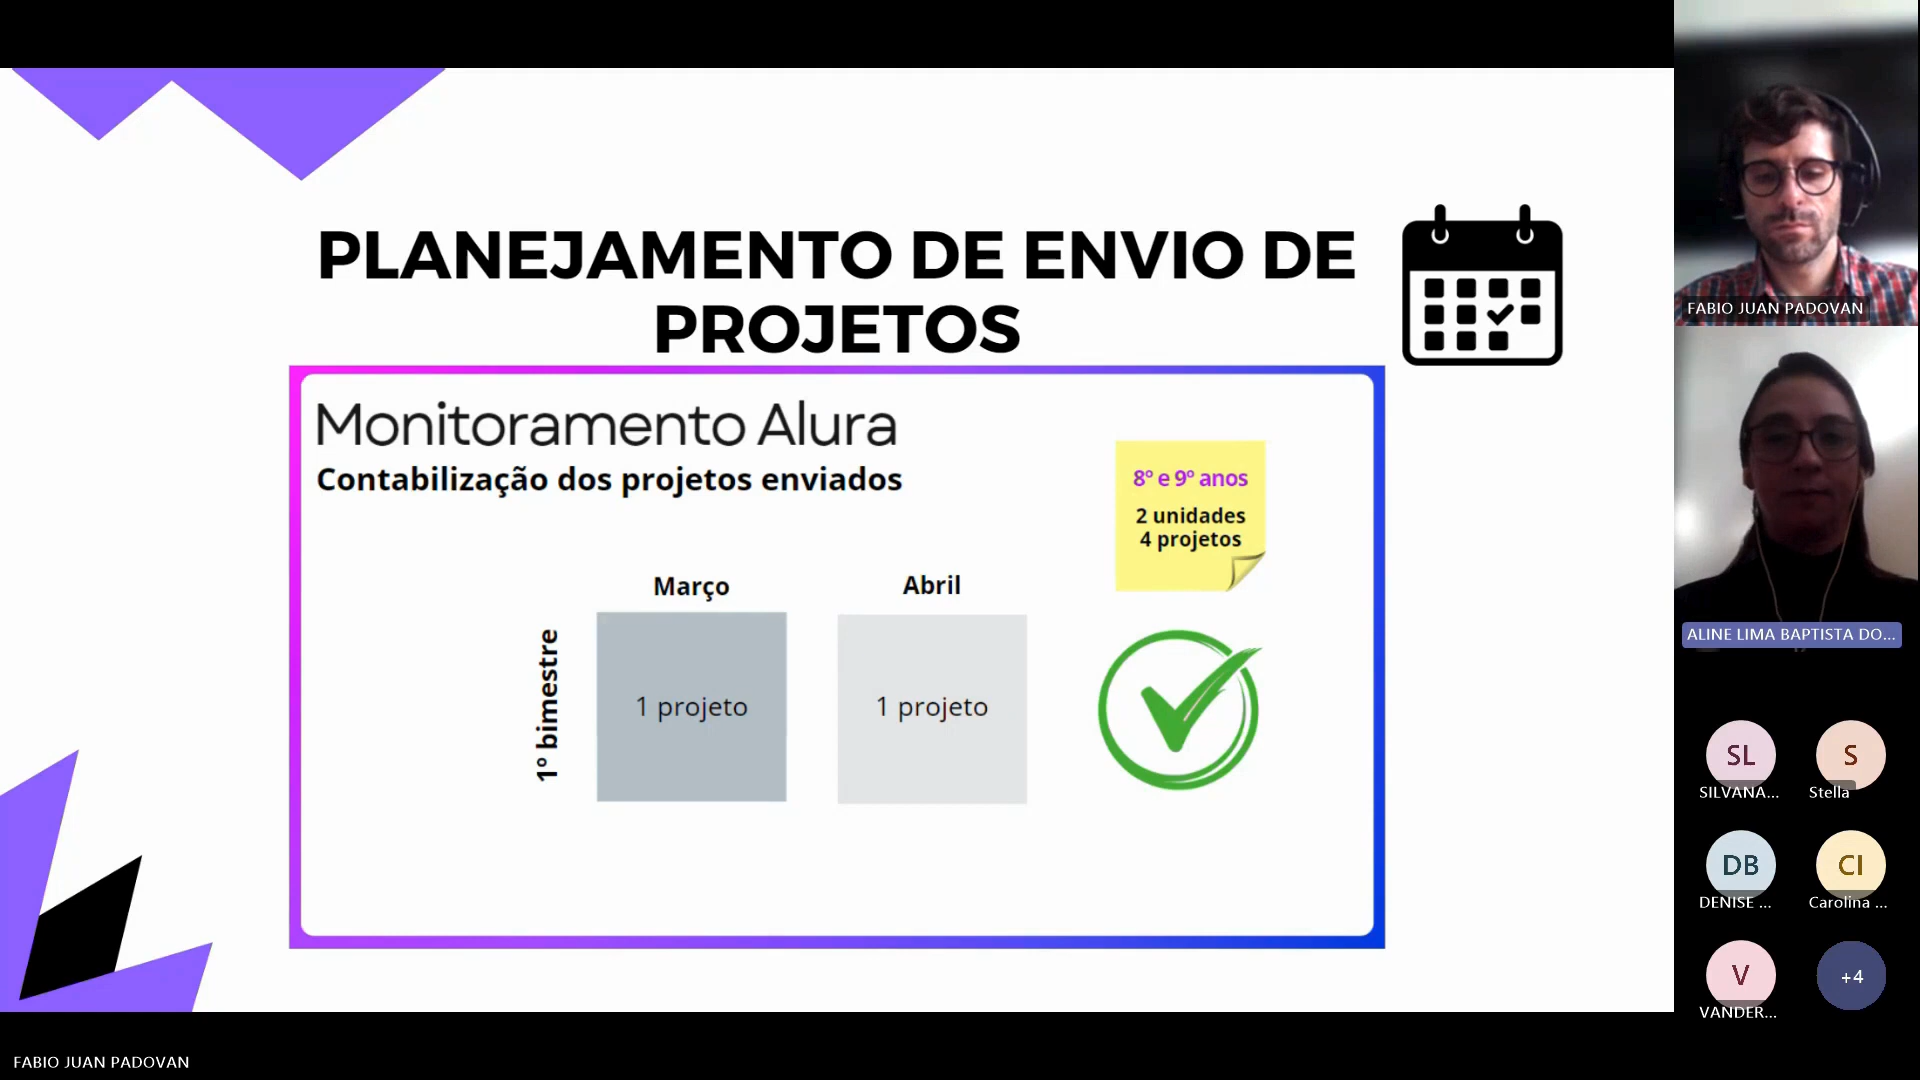 PLANEJAMENTO DE ENVIO DE
PROJETOS
Monitoramento Alura
Contabilização dos projetos enviados
8º e 9º anos
2 unidades
4 projetos
Março
Abril
1º bimestre
1 projeto
1 projeto
FABIO JUAN PADOVAN
ALINE LIMA BAPTISTA DO...
SL
S
SILVANA...
Stella
DB
CI
DENISE ...
Carolina ...
V
+4
VANDER...
FABIO JUAN PADOVAN